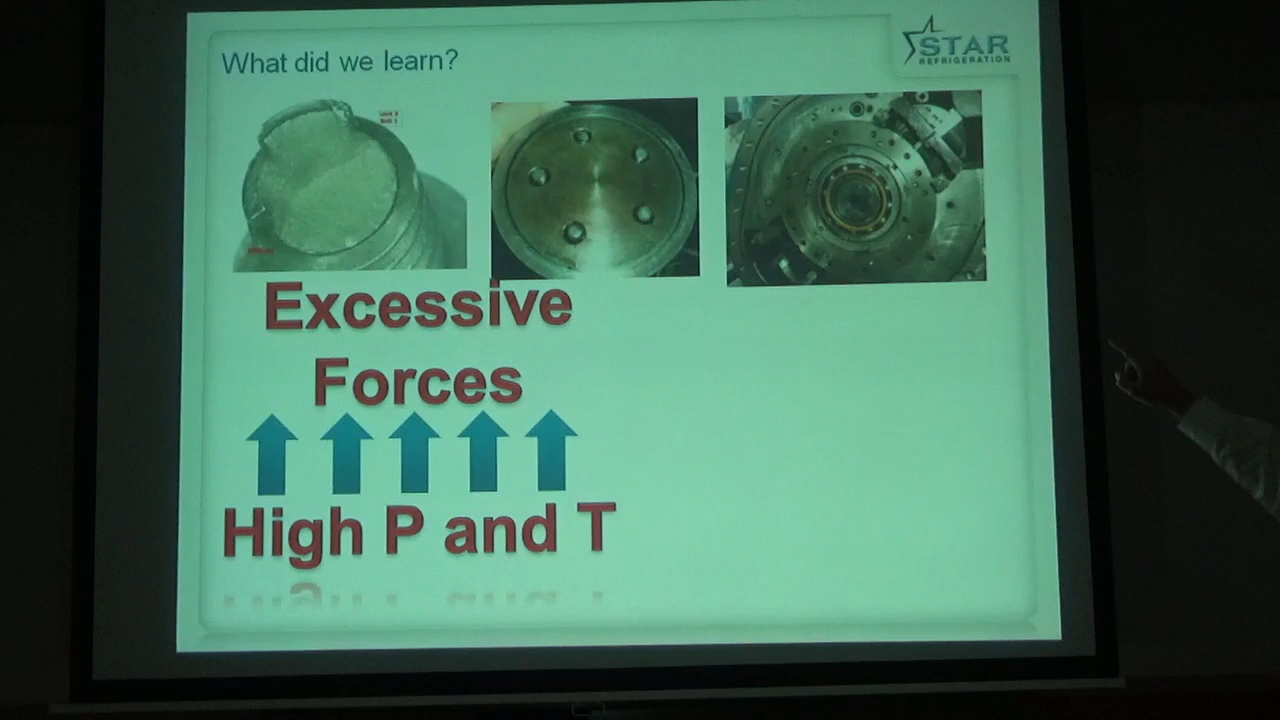 What did we learn?
STAR
REFRIGERATION
Excessive
Forces
High P and T